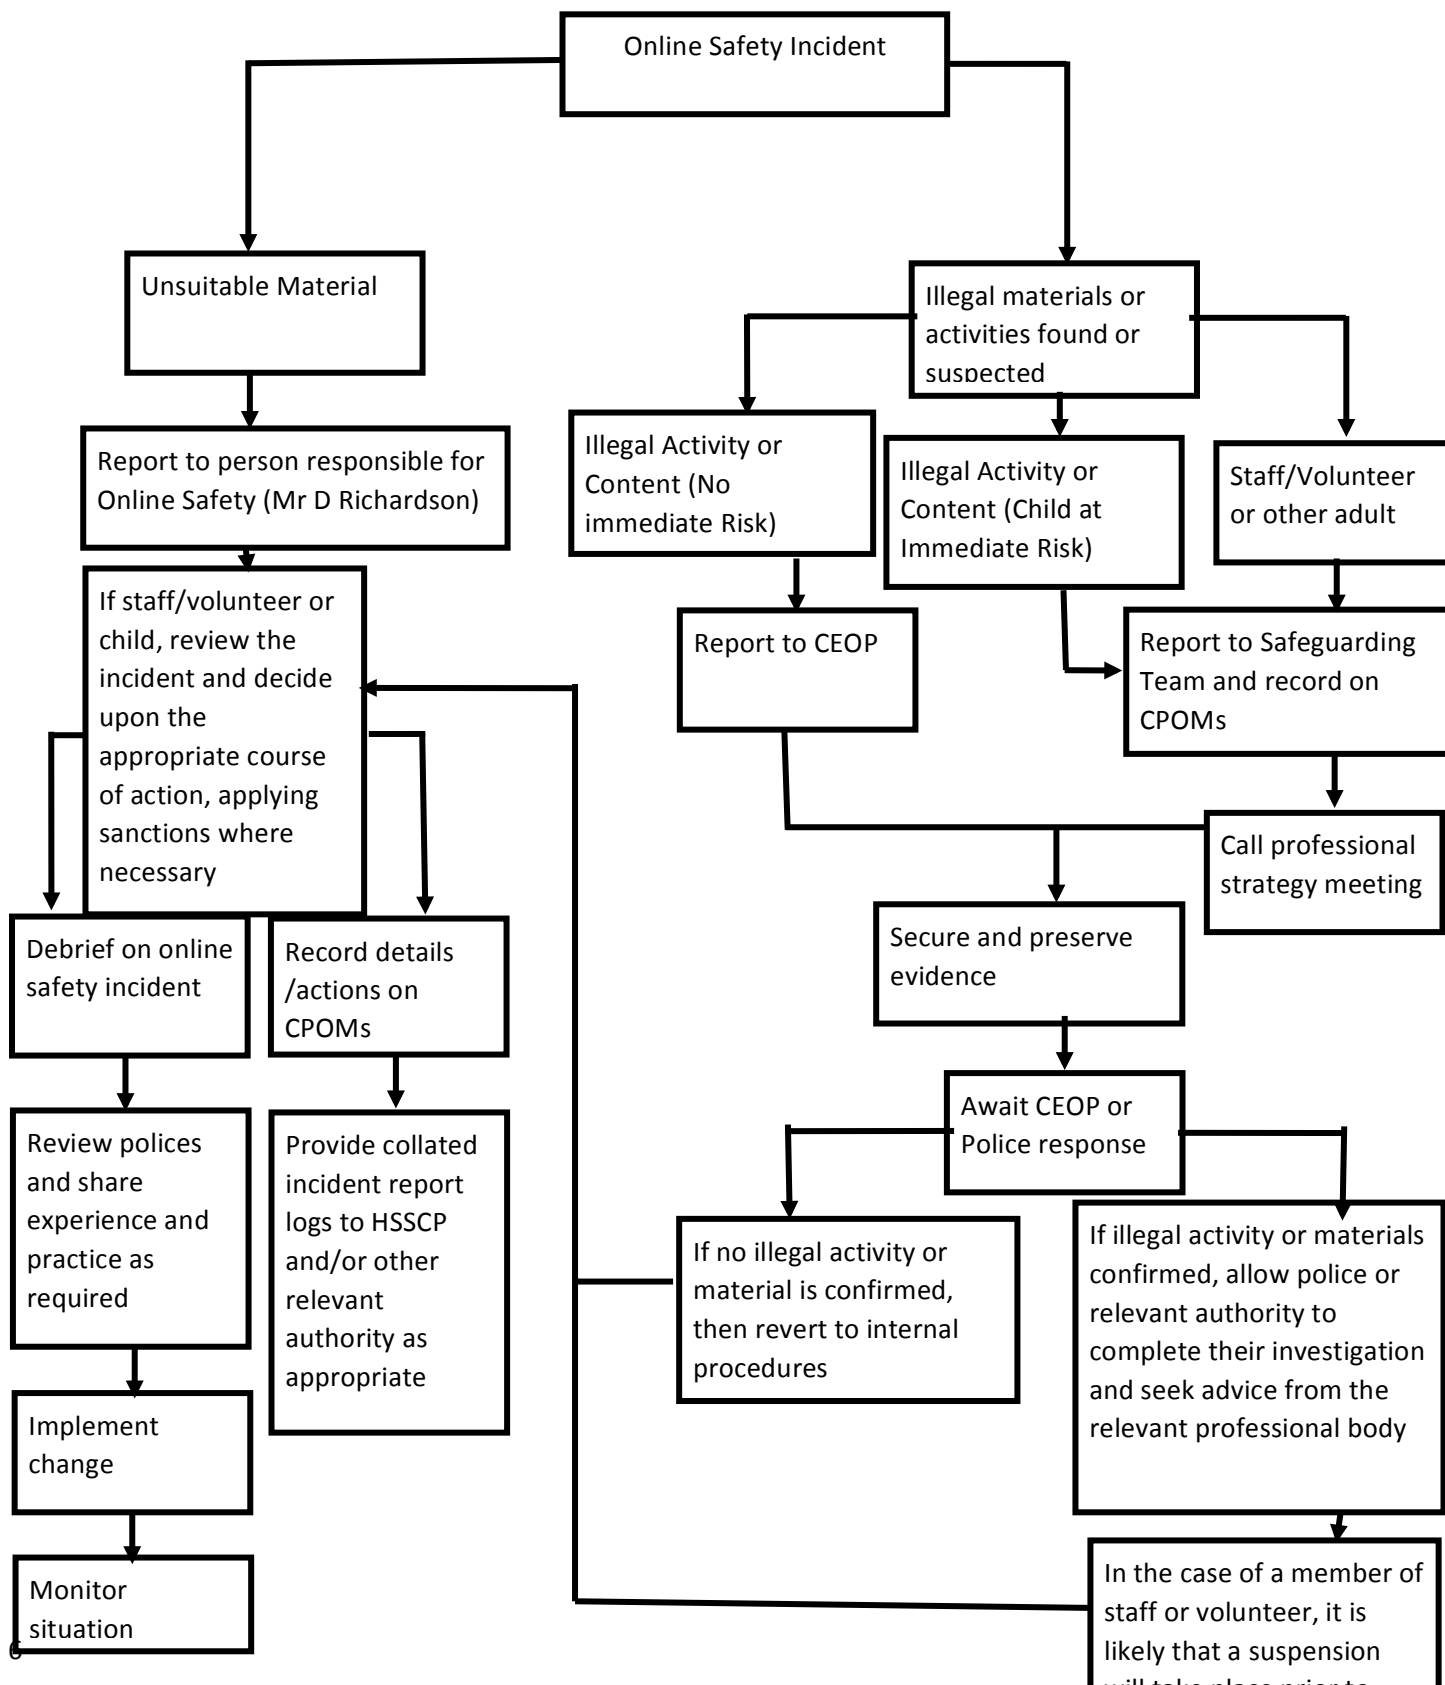 Online Safety Incident
Unsuitable Material
Illegal materials or
activities found or
suspected
Report to person responsible for
Online Safety (Mr D Richardson)
Illegal Activity or
Content (No
immediate Risk)
Illegal Activity or
Content (Child at
Immediate Risk)
Staff/Volunteer
or other adult
If staff/volunteer or
child, review the
incident and decide
upon the
appropriate course
of action, applying
sanctions where
necessary
Report to CEOP
Report to Safeguarding
Team and record on
CPOMs
Call professional
strategy meeting
Debrief on online
safety incident
Record details
/actions on
CPOMs
Secure and preserve
evidence
Await CEOP or
Police response
Review polices
and share
experience and
practice as
required
Provide collated
incident report
logs to HSSCP
and/or other
relevant
authority as
appropriate
If no illegal activity or
material is confirmed,
then revert to internal
procedures
If illegal activity or materials
confirmed, allow police or
relevant authority to
complete their investigation
and seek advice from the
relevant professional body
Implement
change
Monitor
situation
In the case of a member of
staff or volunteer, it is
likely that a suspension
will take place prior to
6